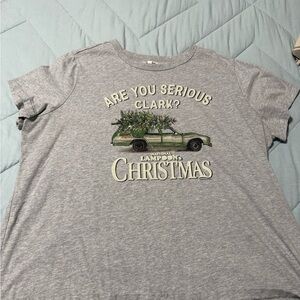 ARE YOU SERIOUS
CLARK?
LAMPOON'S
CHRISTMAS